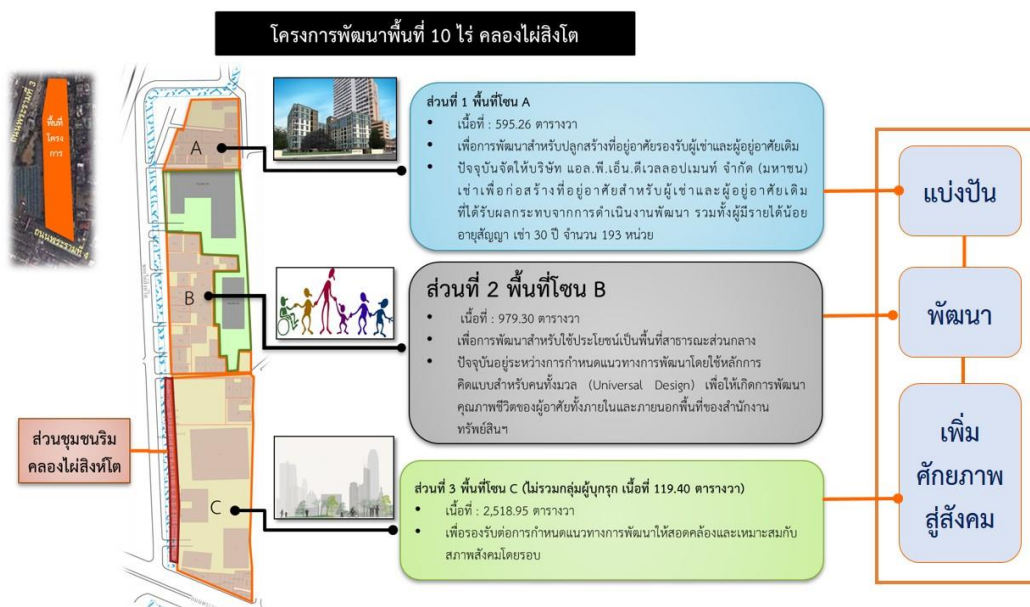 โครงการพัฒนาพื้นที่ 10 ไร่ คลองไผ่สิงโต
ถนนพระรามที่ 3
พื้นที่
โครง
การ
ถนนพระรามที่ 4
A
B
C
ส่วนชุมชนริม
คลองไผ่สิงห์โต
ส่วนที่ 1 พื้นที่โซน A
• เนื้อที่ : 595.26 ตารางวา
• เพื่อการพัฒนาสำหรับปลูกสร้างที่อยู่อาศัยรองรับผู้เช่าและผู้อยู่อาศัยเดิม
• ปัจจุบันจัดให้บริษัท แอล.พี.เอ็น.ดีเวลลอปเมนท์ จำกัด (มหาชน)
เช่าเพื่อก่อสร้างที่อยู่อาศัยสำหรับผู้เช่าและผู้อยู่อาศัยเดิม
ที่ได้รับผลกระทบจากการดำเนินงานพัฒนา รวมทั้งผู้มีรายได้น้อย
อายุสัญญา เช่า 30 ปี จำนวน 193 หน่วย
ส่วนที่ 2 พื้นที่โซน B
• เนื้อที่ : 979.30 ตารางวา
• เพื่อการพัฒนาสำหรับใช้ประโยชน์เป็นพื้นที่สาธารณะส่วนกลาง
• ปัจจุบันอยู่ระหว่างการกำหนดแนวทางการพัฒนาโดยใช้หลักการ
คิดแบบสำหรับคนทั้งมวล (Universal Design) เพื่อให้เกิดการพัฒนา
คุณภาพชีวิตของผู้อาศัยทั้งภายในและภายนอกพื้นที่ของสำนักงาน
ทรัพย์สินฯ
ส่วนที่ 3 พื้นที่โซน C (ไม่รวมกลุ่มผู้บุกรุก เนื้อที่ 119.40 ตารางวา)
• เนื้อที่ : 2,518.95 ตารางวา
• เพื่อรองรับต่อการกำหนดแนวทางการพัฒนาให้สอดคล้องและเหมาะสมกับ
สภาพสังคมโดยรอบ
แบ่งปัน
พัฒนา
เพิ่ม
ศักยภาพ
สู่สังคม